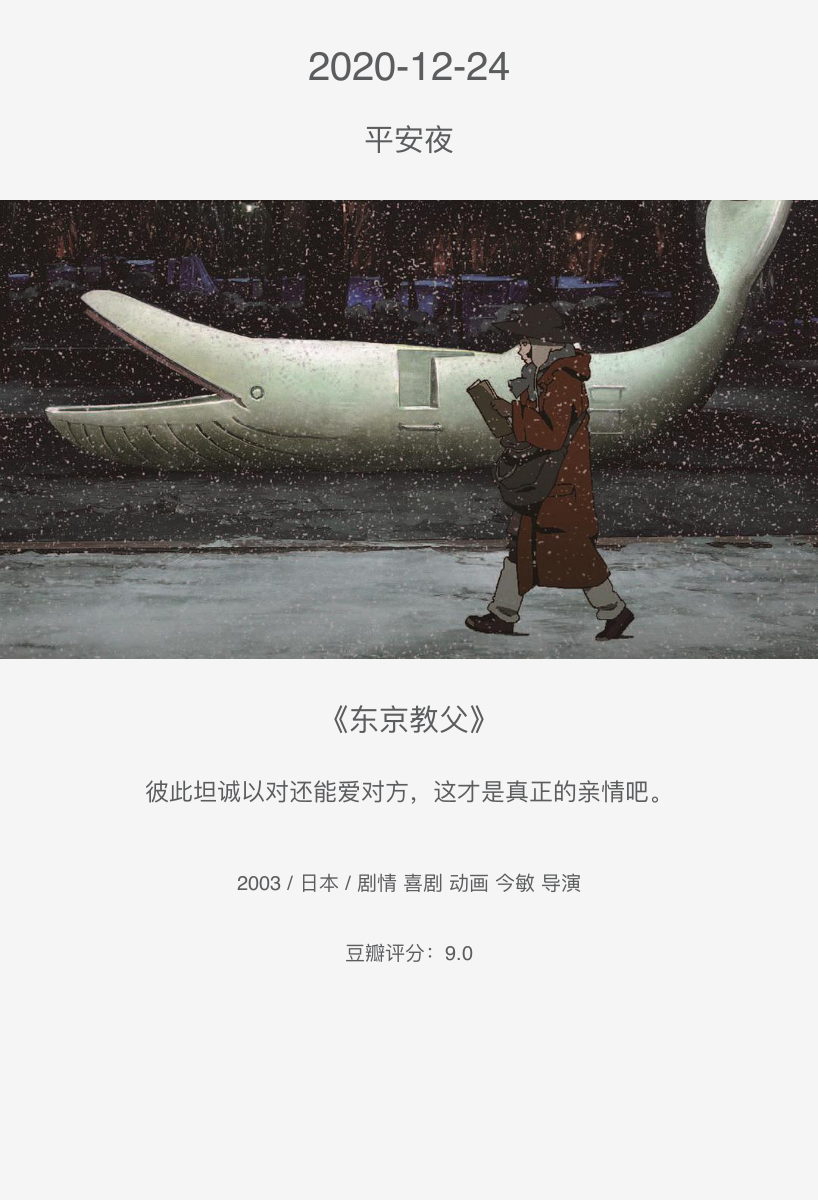 2020-12-24
平安夜
《东京教父》
彼此坦诚以对还能爱对方，这才是真正的亲情吧。
2003 / 日本 / 剧情 喜剧 动画 今敏 导演
豆瓣评分：9.0